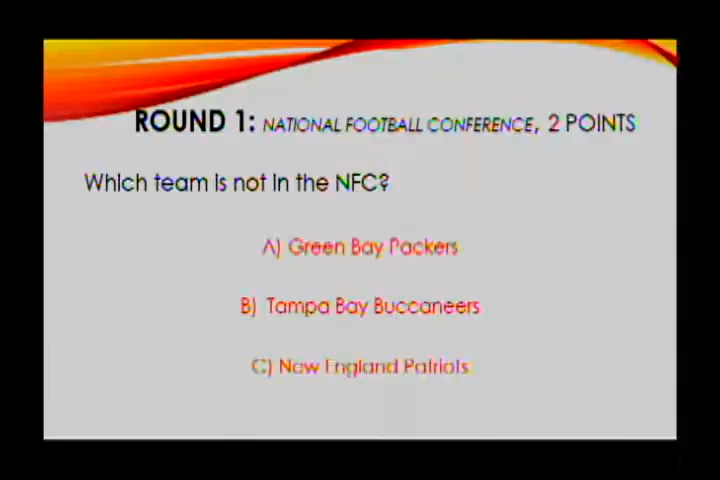 ROUND 1: NATIONAL FOOTBALL CONFERENCE, 2 POINTS
Which team is not in the NFC?
A) Green Bay Packers
B) Tampa Bay Buccaneers
C) New England Patriots